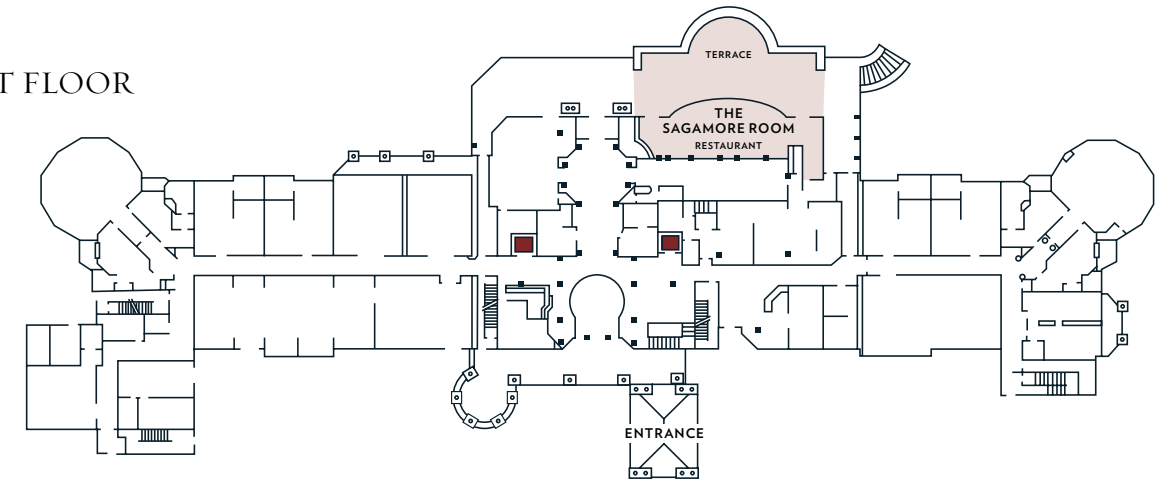 T FLOOR
TERRACE
THE
SAGAMORE ROOM
RESTAURANT
ENTRANCE